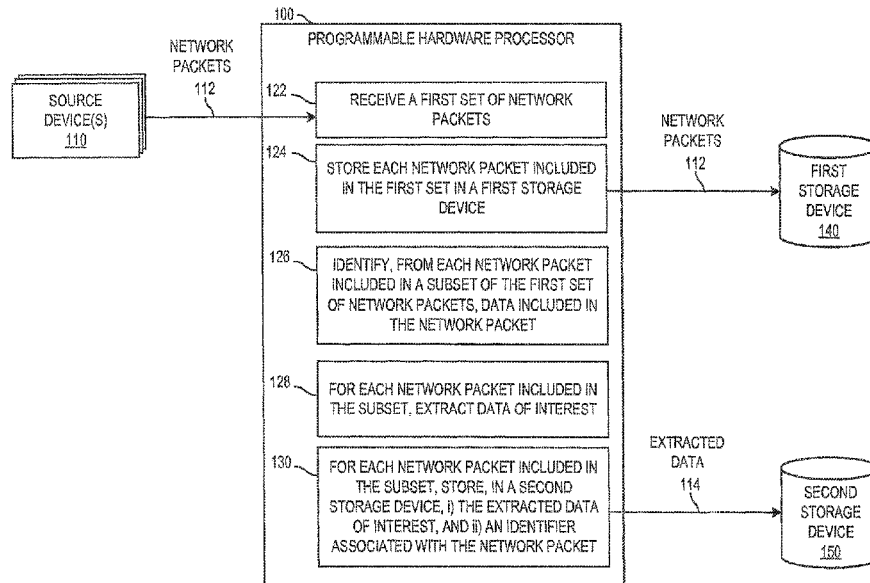 100
PROGRAMMABLE HARDWARE PROCESSOR
NETWORK
PACKETS
112
SOURCE
DEVICE(S)
110
122
RECEIVE A FIRST SET OF NETWORK
PACKETS
124
STORE EACH NETWORK PACKET INCLUDED
IN THE FIRST SET IN A FIRST STORAGE
DEVICE
NETWORK
PACKETS
112
FIRST
STORAGE
DEVICE
140
126
IDENTIFY, FROM EACH NETWORK PACKET
INCLUDED IN A SUBSET OF THE FIRST
SET OF NETWORK PACKETS, DATA INCLUDED IN
THE NETWORK PACKET
128
FOR EACH NETWORK PACKET INCLUDED IN
THE SUBSET, EXTRACT DATA OF INTEREST
130
FOR EACH NETWORK PACKET INCLUDED IN
THE SUBSET, STORE, IN A SECOND
STORAGE DEVICE, i) THE EXTRACTED DATA
OF INTEREST, AND ii) AN IDENTIFIER
ASSOCIATED WITH THE NETWORK PACKET
EXTRACTED
DATA
114
SECOND
STORAGE
DEVICE
150